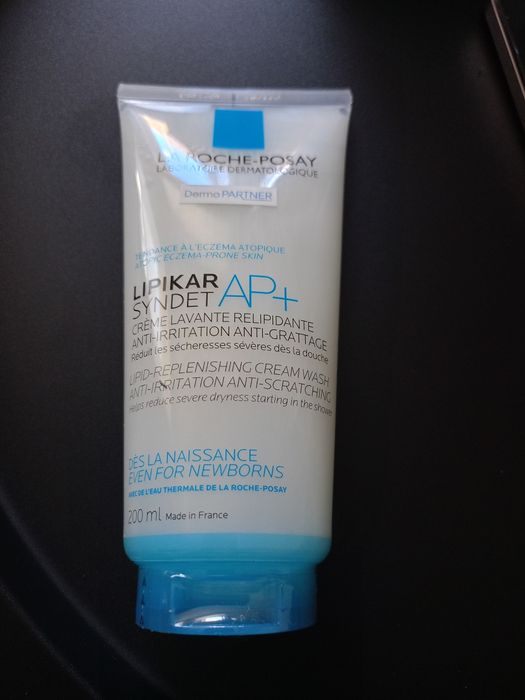 LA ROCHE-POSAY
LABORATOIRE DERMATOLOGIQUE
DermoPARTNER
TENDANCE À L'ECZEMA ATOPIQUE
ATOPIC ECZEMA-PRONE SKIN
LIPIKAR
SYNDET AP+
CRÈME LAVANTE RELIPIDANTE
ANTI-IRRITATION ANTI-GRATTAGE
Reduit les sécheresses sévères dès la douche
LIPID-REPLENISHING CREAM WASH
ANTI-IRRITATION ANTI-SCRATCHING
Helps reduce severe dryness starting in the shower
DÈS LA NAISSANCE
EVEN FOR NEWBORNS
AVEC DE L'EAU THERMALE DE LA ROCHE-POSAY
200 ml Made in France